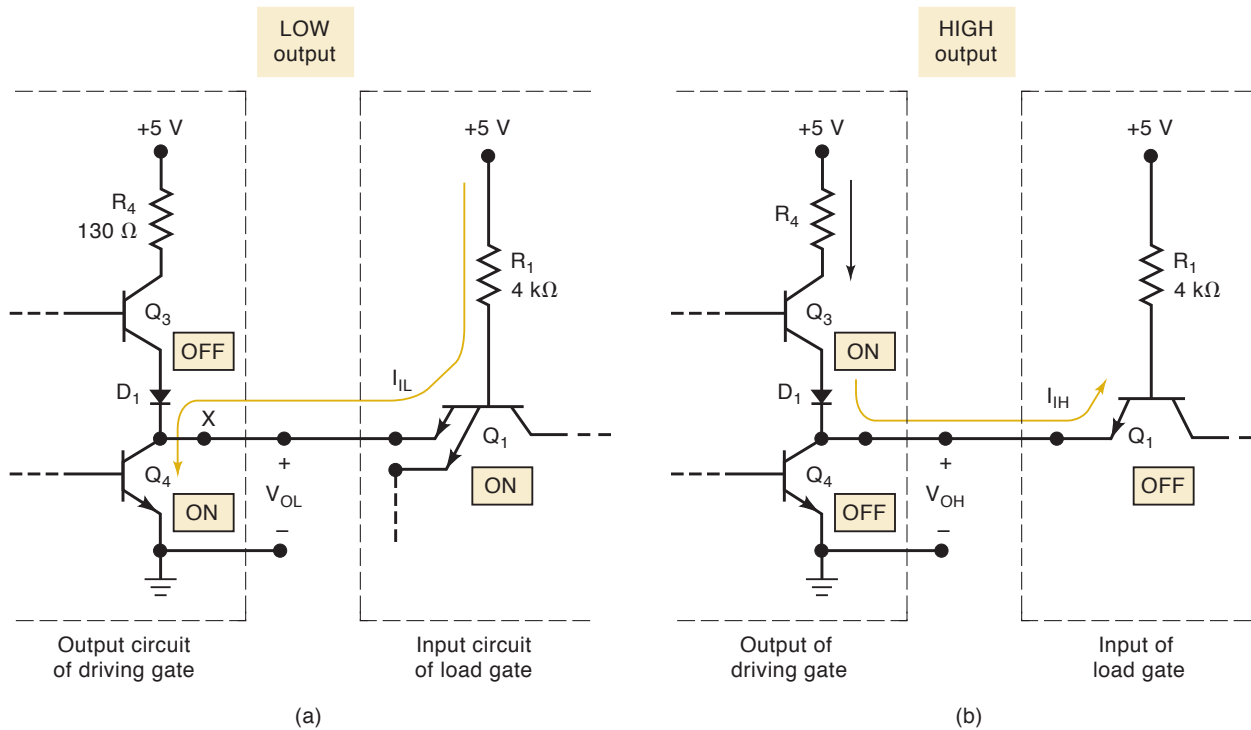 LOW
output
+5 V
+5 V
R4
130 Ω
R1
4 kΩ
Q3
OFF
D1
IIL
X
Q1
Q4
+
ON
ON
VOL
–
Output circuit
of driving gate
Input circuit
of load gate
(a)
HIGH
output
+5 V
+5 V
R4
R1
4 kΩ
Q3
ON
D1
IIH
Q1
Q4
+
OFF
OFF
VOH
–
Output of
driving gate
Input of
load gate
(b)